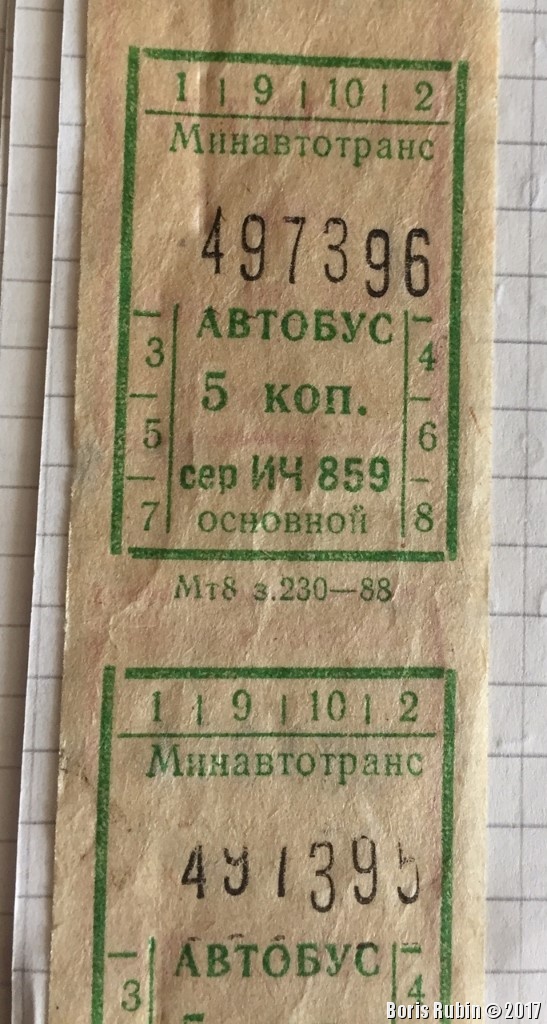 1 | 9 | 10 | 2
Минавтотранс
497396
АВТОБУС
3 4
5 коп.
5 6
сер ИЧ 859
7 основной 8
Мт8 з.230—88
1 | 9 | 10 | 2
Минавтотранс
497395
АВТОБУС
3 4
Boris Rubin © 2017